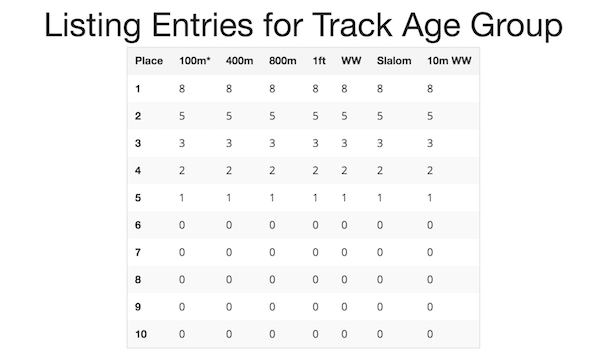 Listing Entries for Track Age Group
Place 100m* 400m 800m 1ft WW Slalom 10m WW
1 8 8 8 8 8 8 8
2 5 5 5 5 5 5 5
3 3 3 3 3 3 3 3
4 2 2 2 2 2 2 2
5 1 1 1 1 1 1 1
6 0 0 0 0 0 0 0
7 0 0 0 0 0 0 0
8 0 0 0 0 0 0 0
9 0 0 0 0 0 0 0
10 0 0 0 0 0 0 0